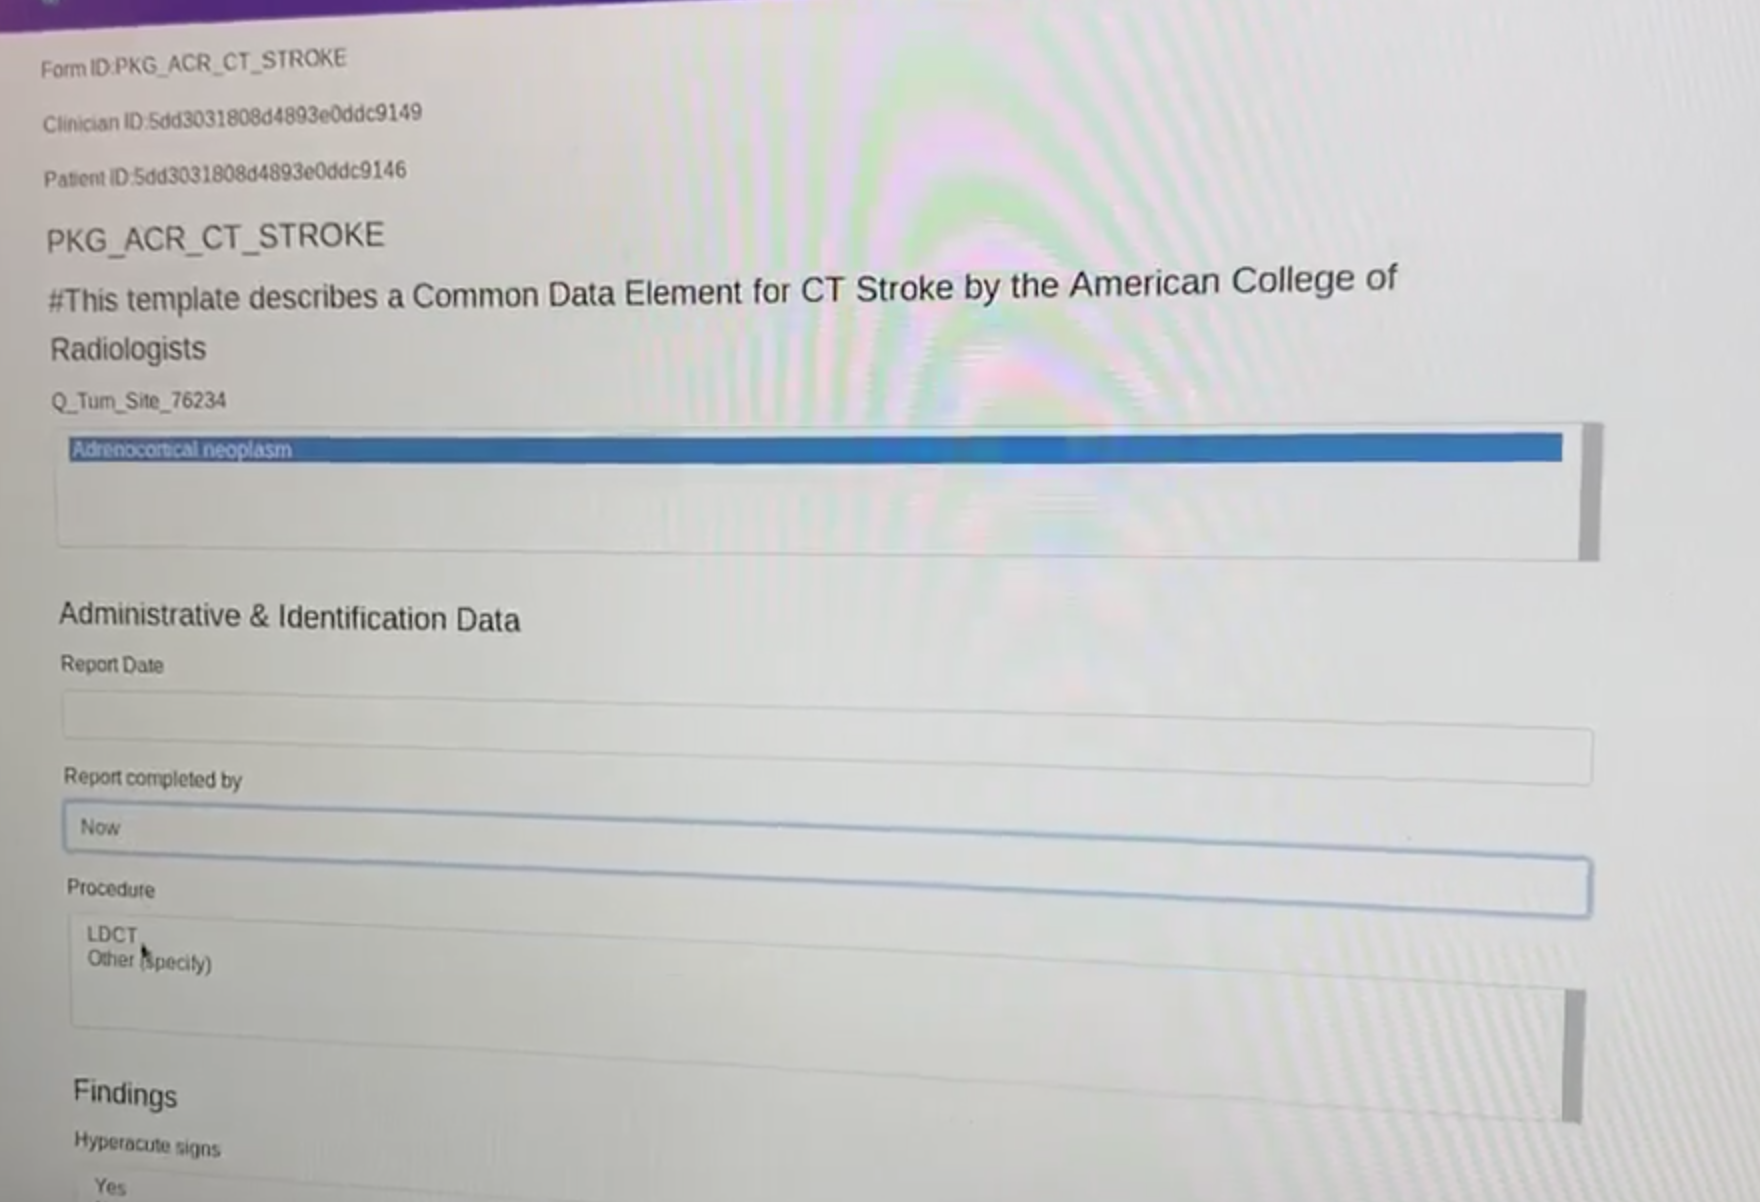 Form ID:PKG_ACR_CT_STROKE
Clinician ID:5dd3031808d4893e0ddc9149
Patient ID:5dd3031808d4893e0ddc9146
PKG_ACR_CT_STROKE
#This template describes a Common Data Element for CT Stroke by the American College of
Radiologists
Q_Tum_Site_76234
Adrenocortical neoplasm
Administrative & Identification Data
Report Date
Report completed by
Now
Procedure
LDCT
Other (specify)
Findings
Hyperacute signs
Yes